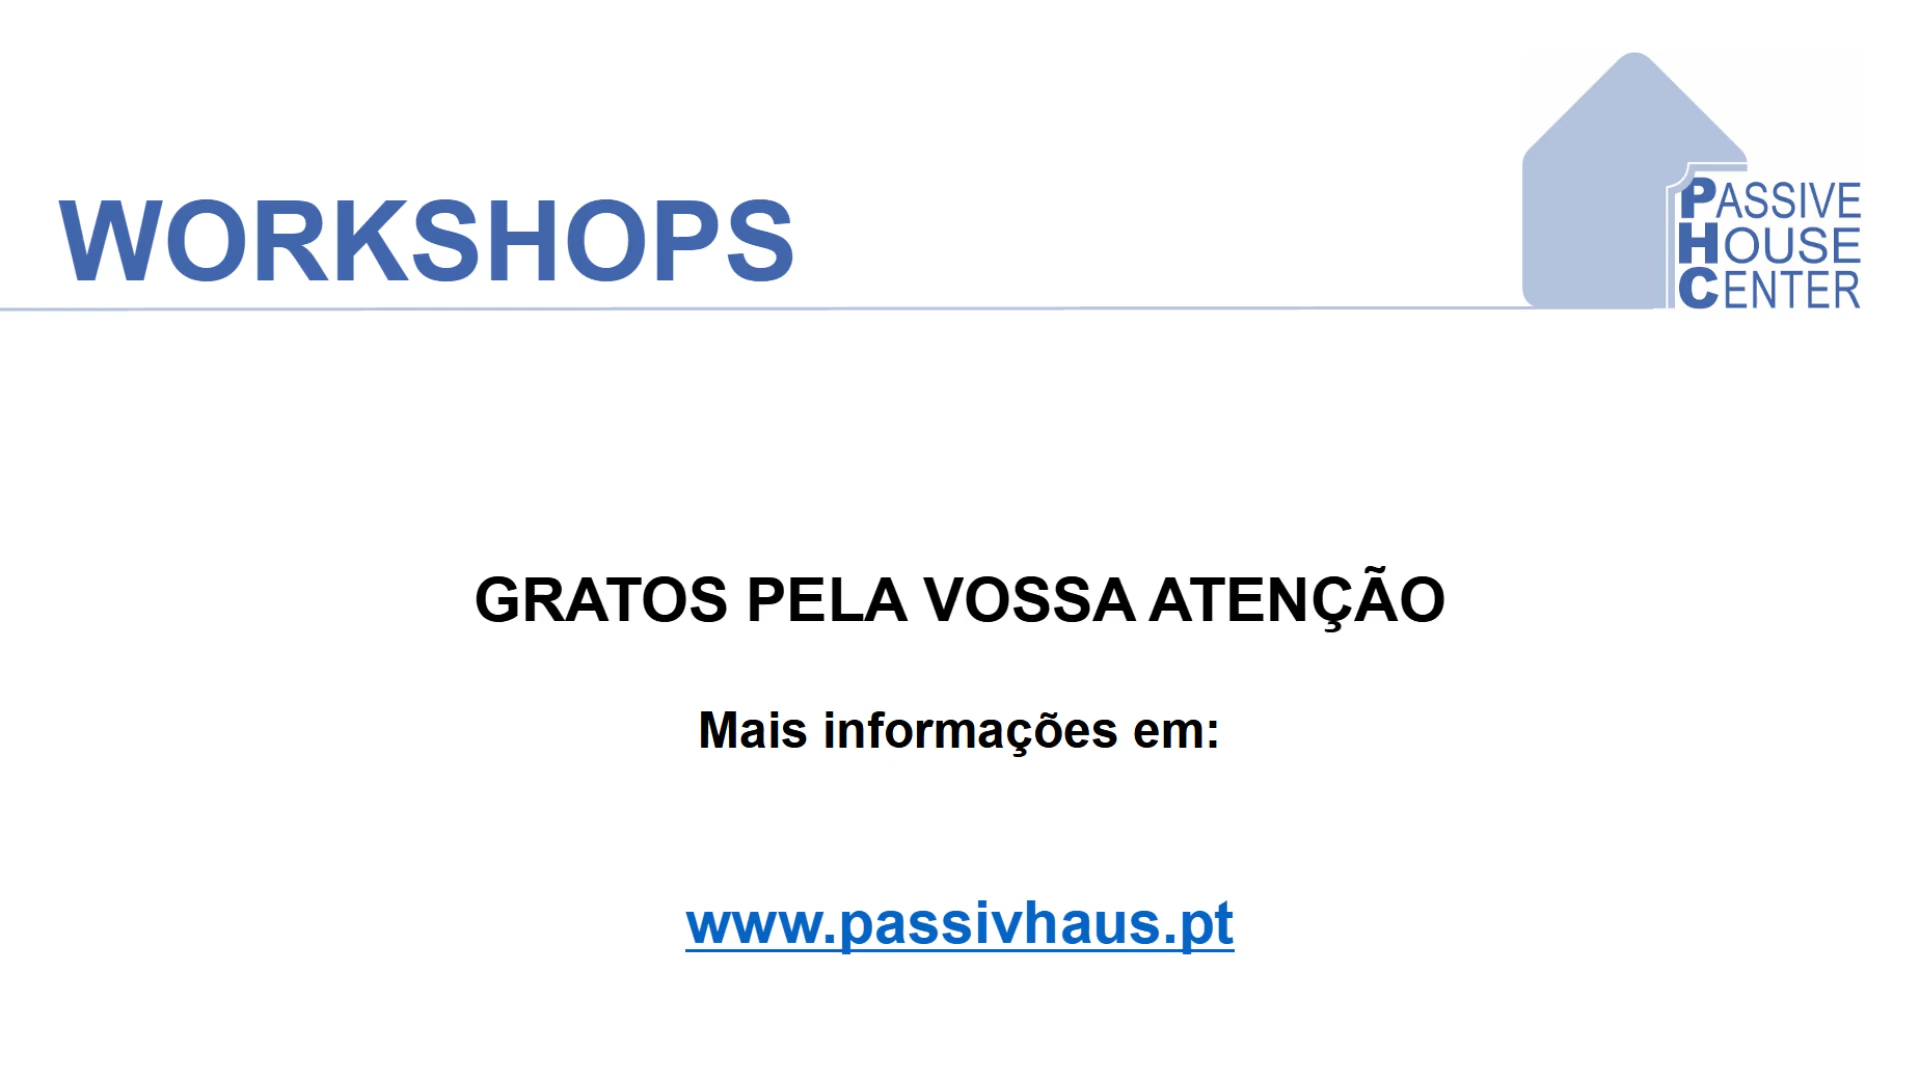 WORKSHOPS
PASSIVE
HOUSE
CENTER
GRATOS PELA VOSSA ATENÇÃO
Mais informações em:
www.passivhaus.pt